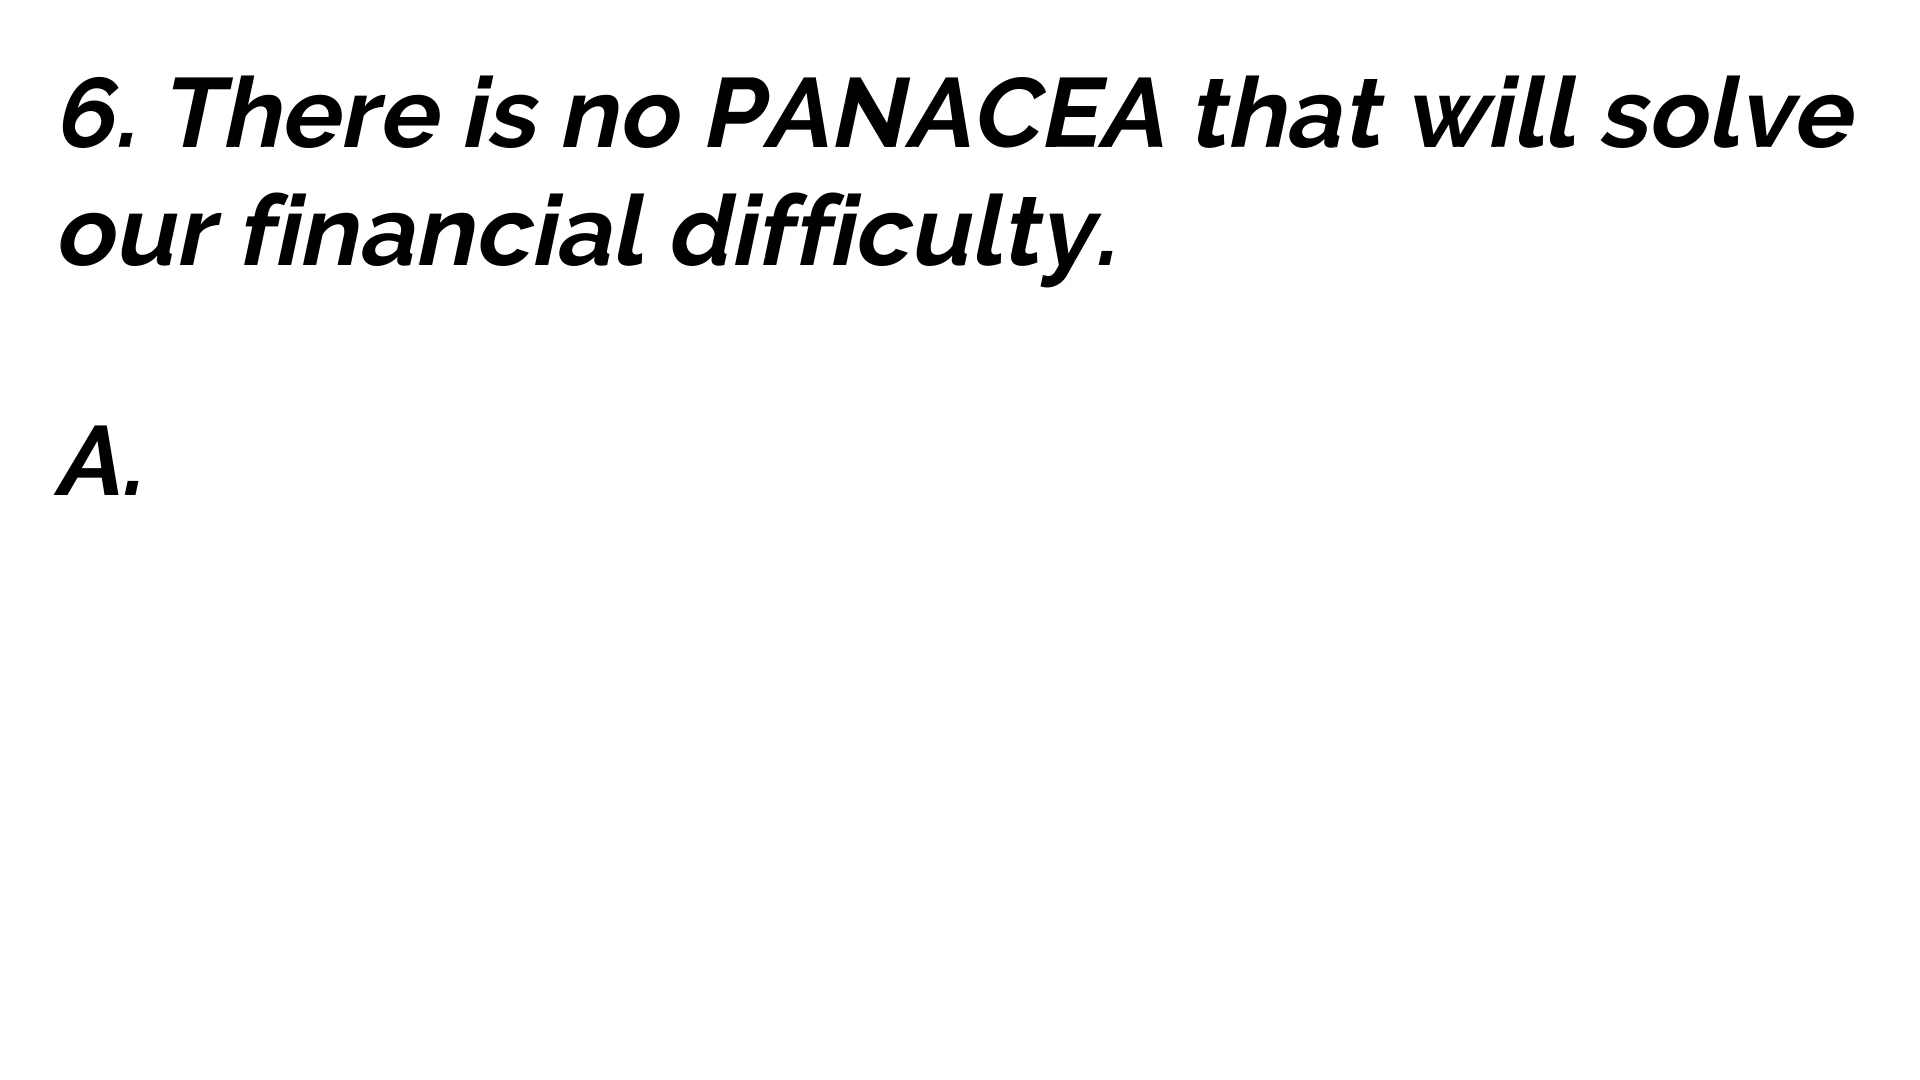 6. There is no PANACEA that will solve
our financial difficulty.
A.